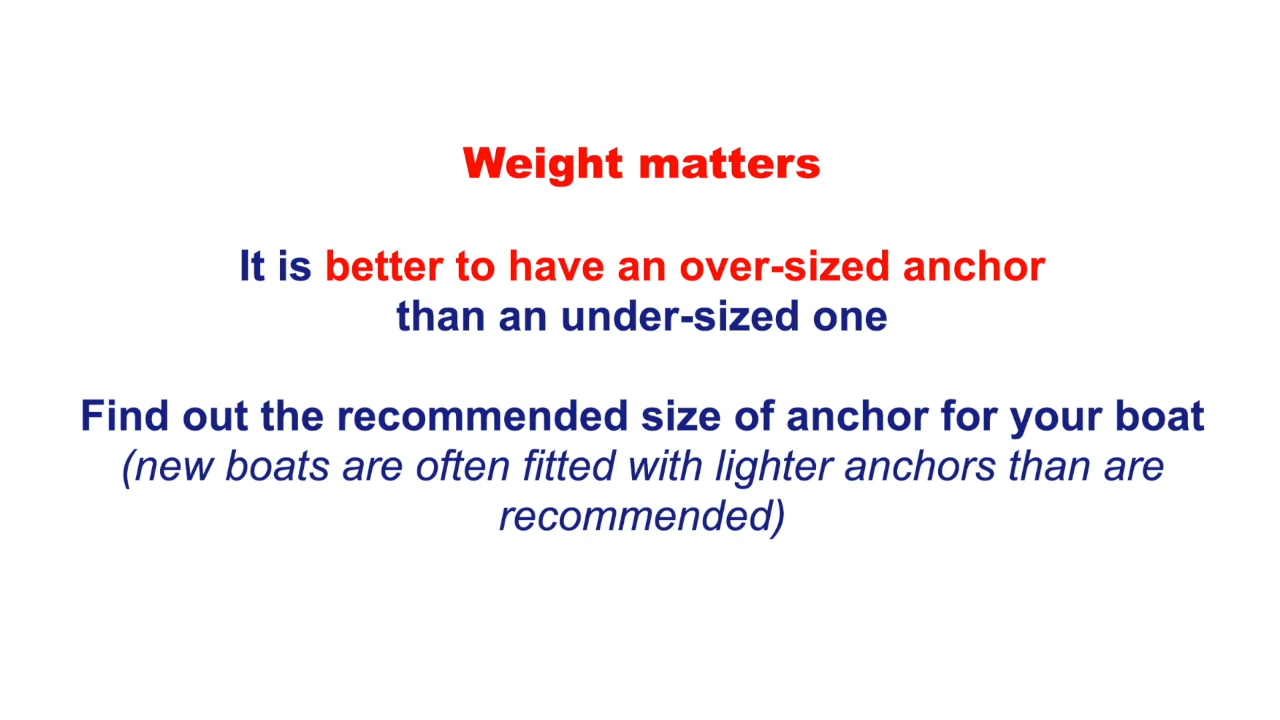 Weight matters
It is better to have an over-sized anchor
than an under-sized one
Find out the recommended size of anchor for your boat
(new boats are often fitted with lighter anchors than are
recommended)